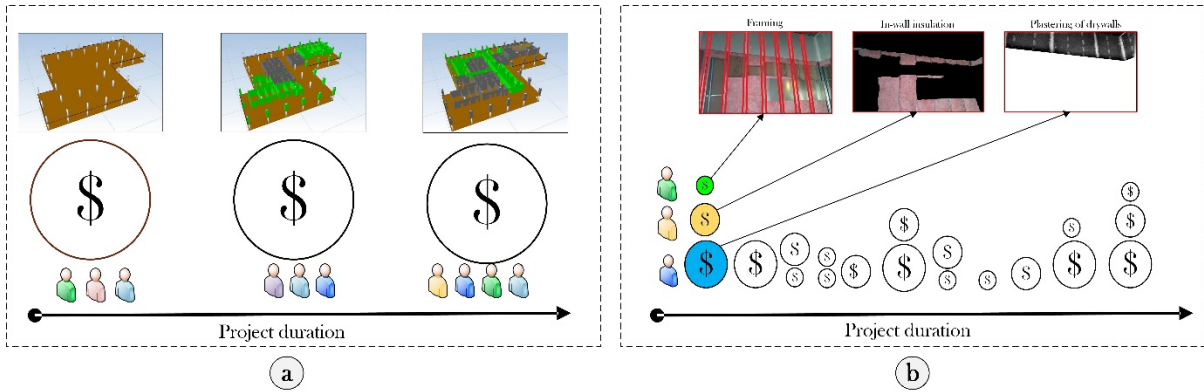 $
$
$
Project duration
a
Framing
In-wall insulation
Plastering of drywalls
S
S
$
$
S
S
S
S
$
$
$
S
S
S
S
S
$
$
$
$
Project duration
b